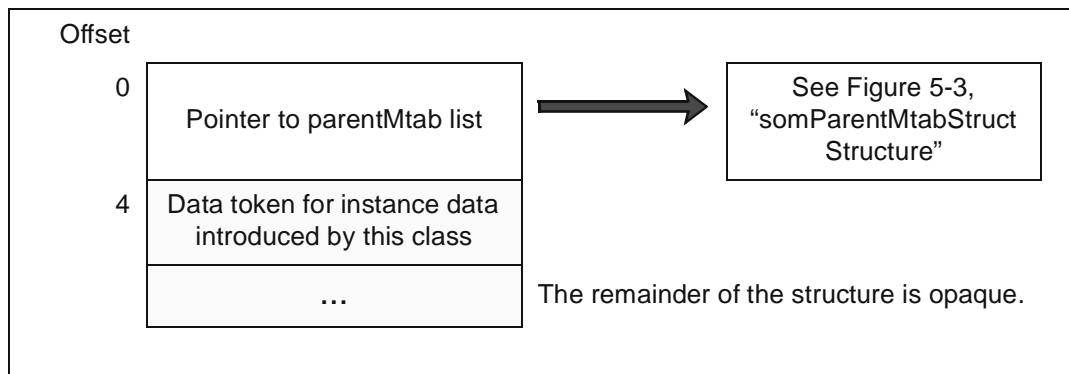 Offset
0
Pointer to parentMtab list
See Figure 5-3,
“somParentMtabStruct
Structure”
4
Data token for instance data
introduced by this class
...
The remainder of the structure is opaque.